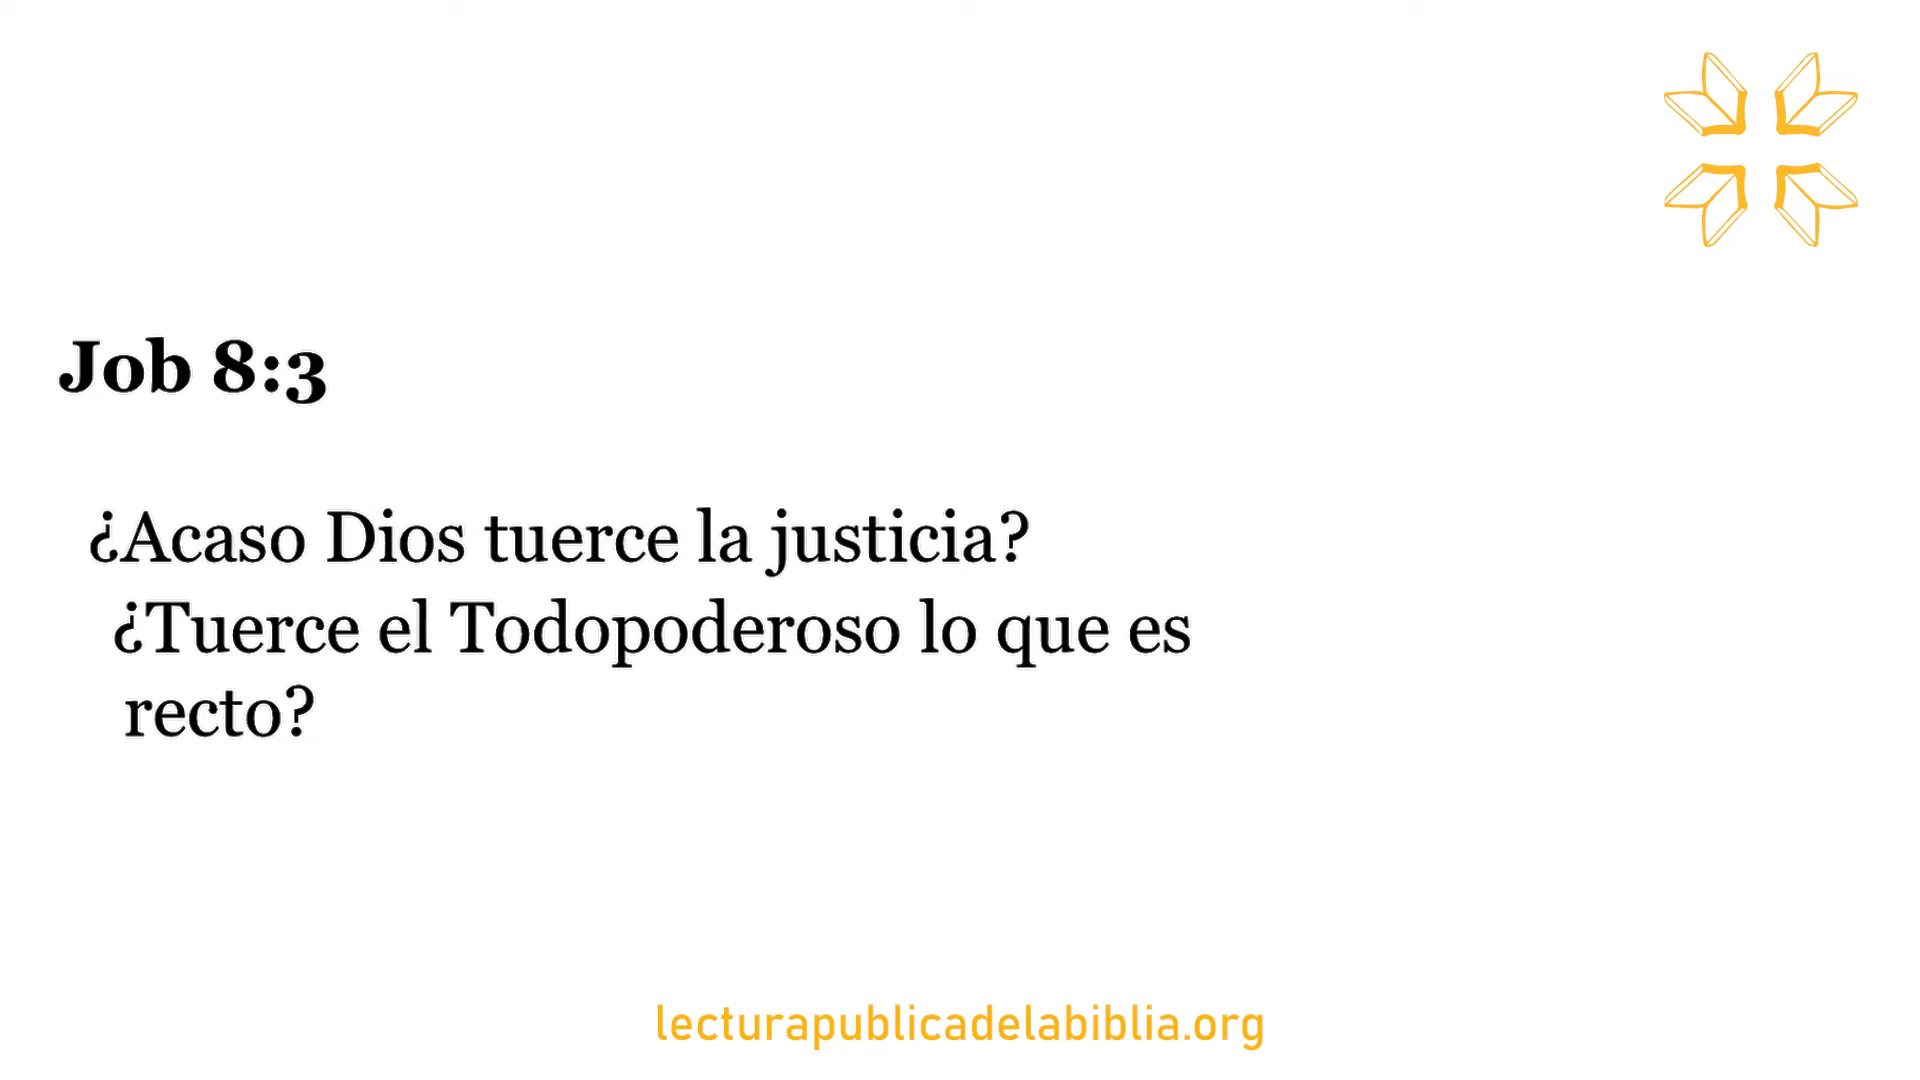 Job 8:3
¿Acaso Dios tuerce la justicia?
¿Tuerce el Todopoderoso lo que es
recto?
lecturapublicadelabiblia.org